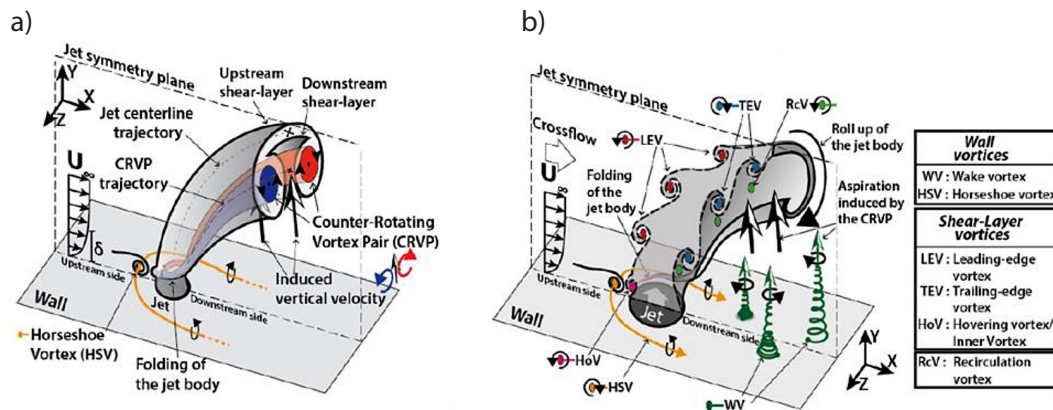 a)
Jet symmetry plane
Upstream
shear-layer
Downstream
shear-layer
Y
X
Z
Jet centerline
trajectory
CRVP
trajectory
U
∞
δ
Counter-Rotating
Vortex Pair (CRVP)
Upstream side
Induced
vertical velocity
Wall
Jet
Downstream side
Horseshoe
Vortex (HSV)
Folding of
the jet body
b)
Jet symmetry plane
TEV
RcV
Crossflow
LEV
Roll up of
the jet body
U
∞
Folding
of the
jet body
Aspiration
induced by
the CRVP
Upstream side
Wall
Jet
Downstream side
HoV
HSV
WV
Y
X
Z
Wall
vortices
WV : Wake vortex
HSV : Horseshoe vortex
Shear-Layer
vortices
LEV : Leading-edge
vortex
TEV : Trailing-edge
vortex
HoV : Hovering vortex/
Inner Vortex
RcV : Recirculation
vortex